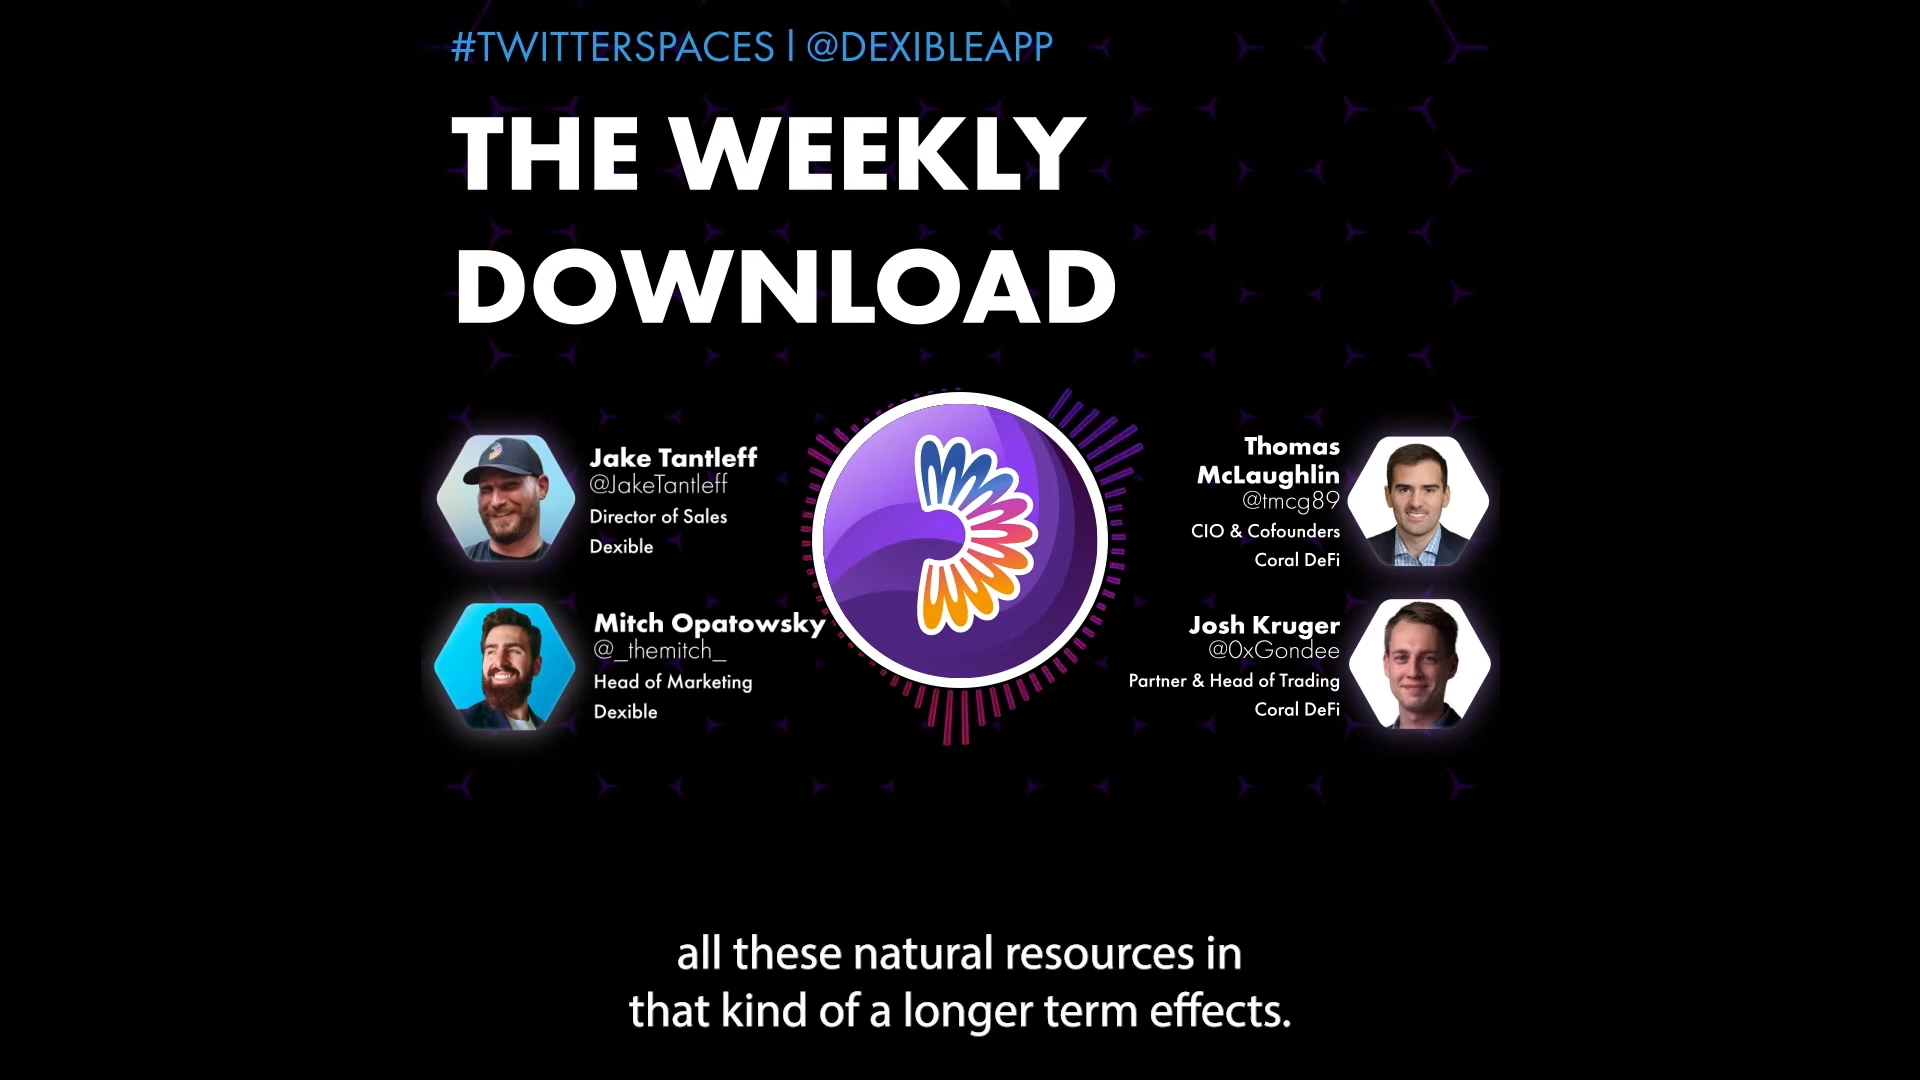 #TWITTERSPACES | @DEXIBLEAPP
THE WEEKLY
DOWNLOAD
Jake Tantleff
@JakeTantleff
Director of Sales
Dexible
Mitch Opatowsky
@_themitch_
Head of Marketing
Dexible
Thomas
McLaughlin
@tmcg89
CIO & Cofounders
Coral DeFi
Josh Kruger
@0xGondee
Partner & Head of Trading
Coral DeFi
all these natural resources in
that kind of a longer term effects.